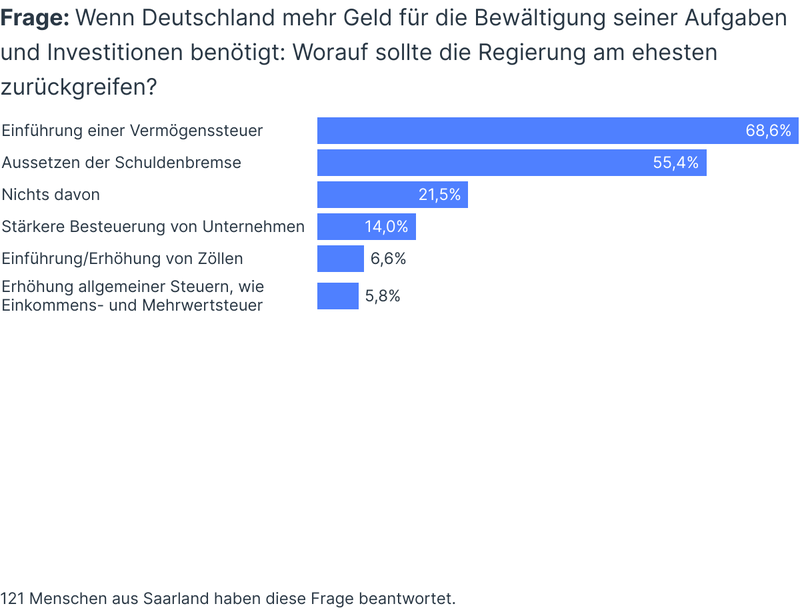 Frage: Wenn Deutschland mehr Geld für die Bewältigung seiner Aufgaben
und Investitionen benötigt: Worauf sollte die Regierung am ehesten
zurückgreifen?
Einführung einer Vermögenssteuer 68,6%
Aussetzen der Schuldenbremse 55,4%
Nichts davon 21,5%
Stärkere Besteuerung von Unternehmen 14,0%
Einführung/Erhöhung von Zöllen 6,6%
Erhöhung allgemeiner Steuern, wie
Einkommens- und Mehrwertsteuer 5,8%
121 Menschen aus Saarland haben diese Frage beantwortet.